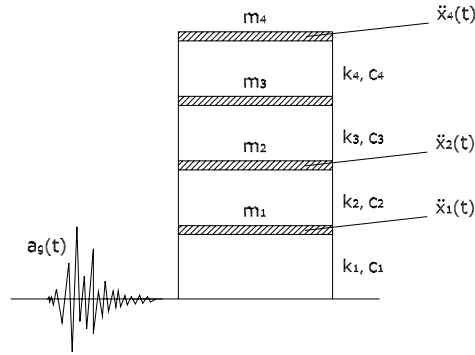 m₄
ẍ₄(t)
k₄, c₄
m₃
k₃, c₃
ẍ₂(t)
m₂
k₂, c₂
ẍ₁(t)
m₁
a₉(t)
k₁, c₁